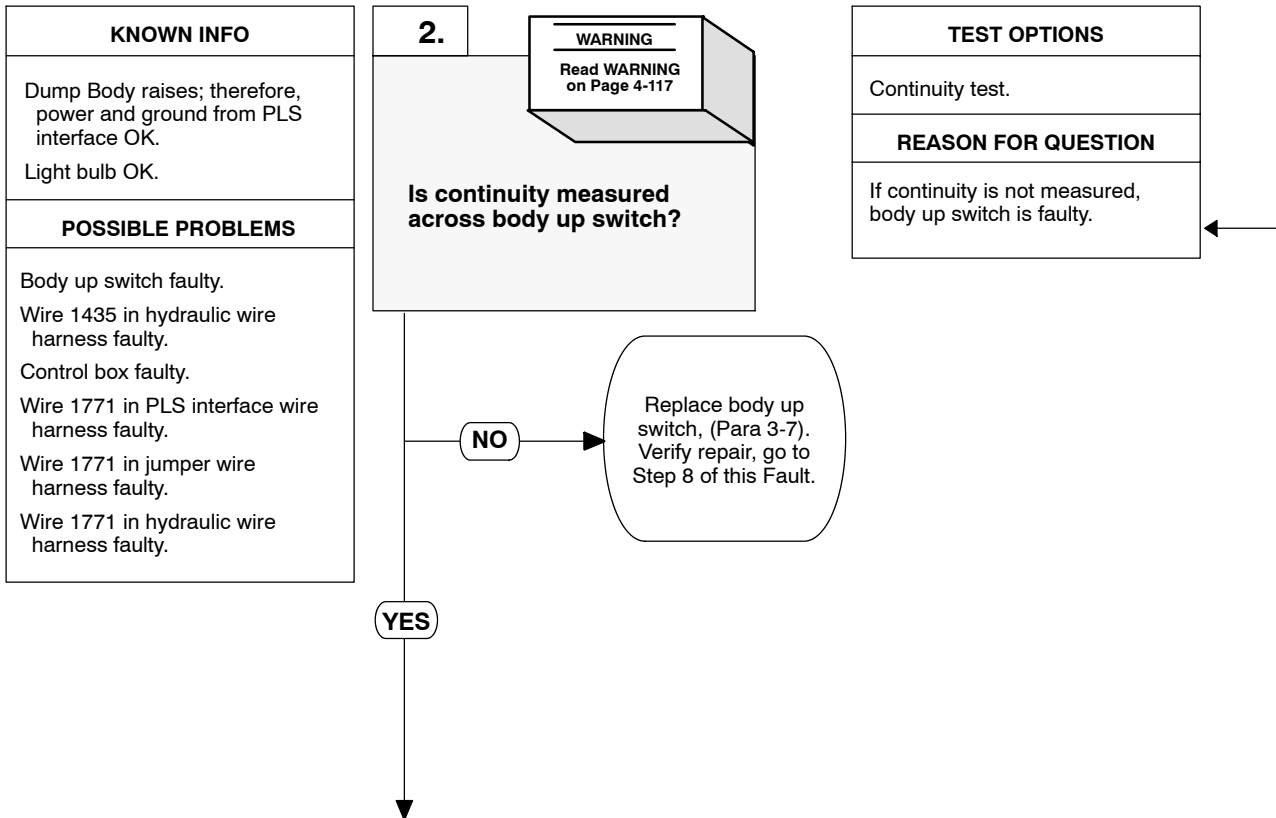 KNOWN INFO
Dump Body raises; therefore,
power and ground from PLS
interface OK.
Light bulb OK.
POSSIBLE PROBLEMS
Body up switch faulty.
Wire 1435 in hydraulic wire
harness faulty.
Control box faulty.
Wire 1771 in PLS interface wire
harness faulty.
Wire 1771 in jumper wire
harness faulty.
Wire 1771 in hydraulic wire
harness faulty.
2.
WARNING
Read WARNING
on Page 4-117
Is continuity measured
across body up switch?
NO
Replace body up
switch, (Para 3-7).
Verify repair, go to
Step 8 of this Fault.
YES
TEST OPTIONS
Continuity test.
REASON FOR QUESTION
If continuity is not measured,
body up switch is faulty.